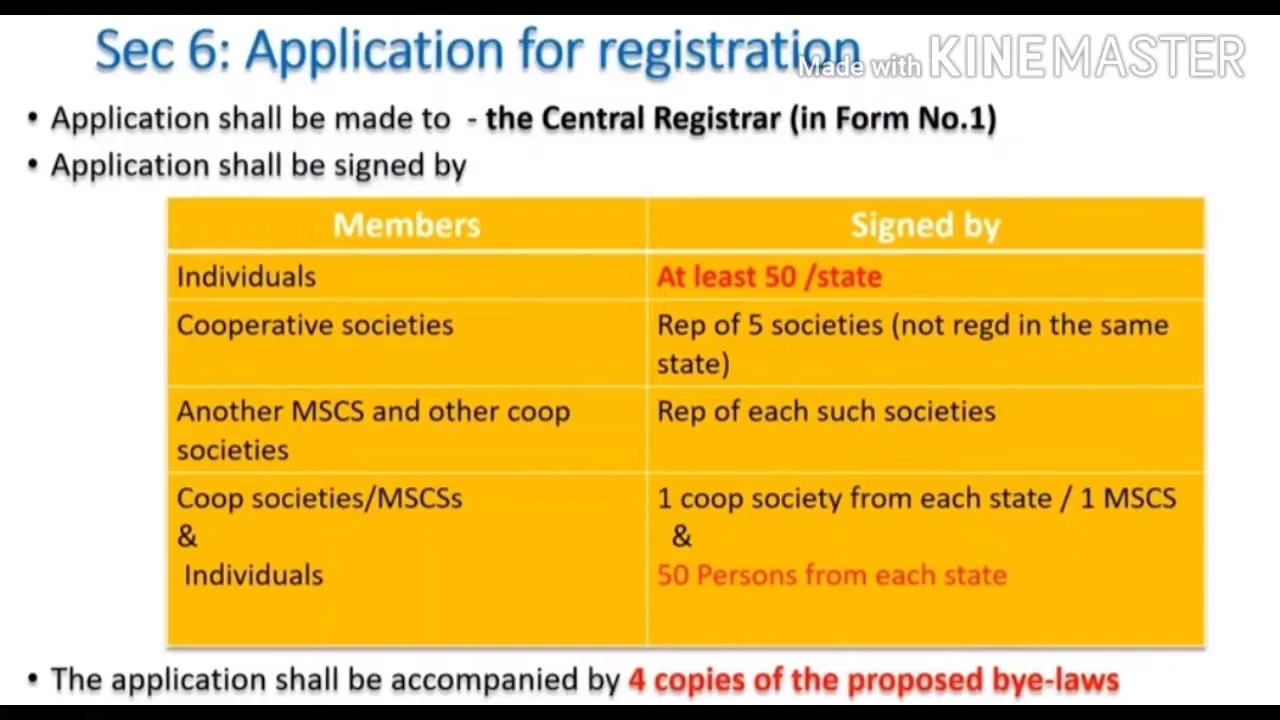 Sec 6: Application for registration
Made with KINEMASTER
• Application shall be made to - the Central Registrar (in Form No.1)
• Application shall be signed by
Members
Signed by
Individuals
At least 50 /state
Cooperative societies
Rep of 5 societies (not regd in the same
state)
Another MSCS and other coop
societies
Rep of each such societies
Coop societies/MSCSs
&
Individuals
1 coop society from each state / 1 MSCS
&
50 Persons from each state
• The application shall be accompanied by 4 copies of the proposed bye-laws